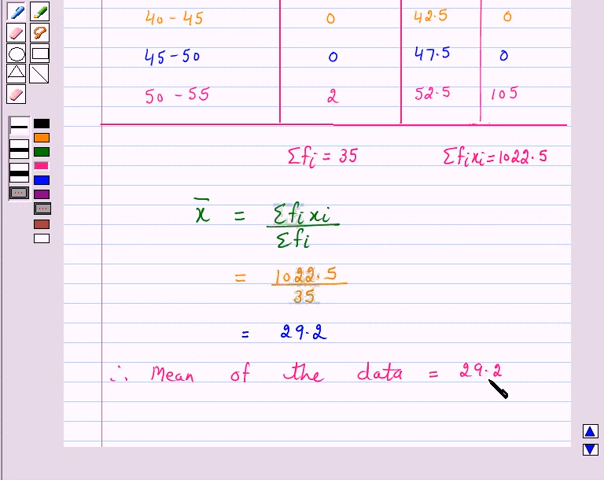 40 - 45 0 42.5 0
45 - 50 0 47.5 0
50 - 55 2 52.5 105
Σfi = 35 Σfixi = 1022.5
x̄ = Σfixi / Σfi
= 1022.5 / 35
= 29.2
∴ Mean of the data = 29.2